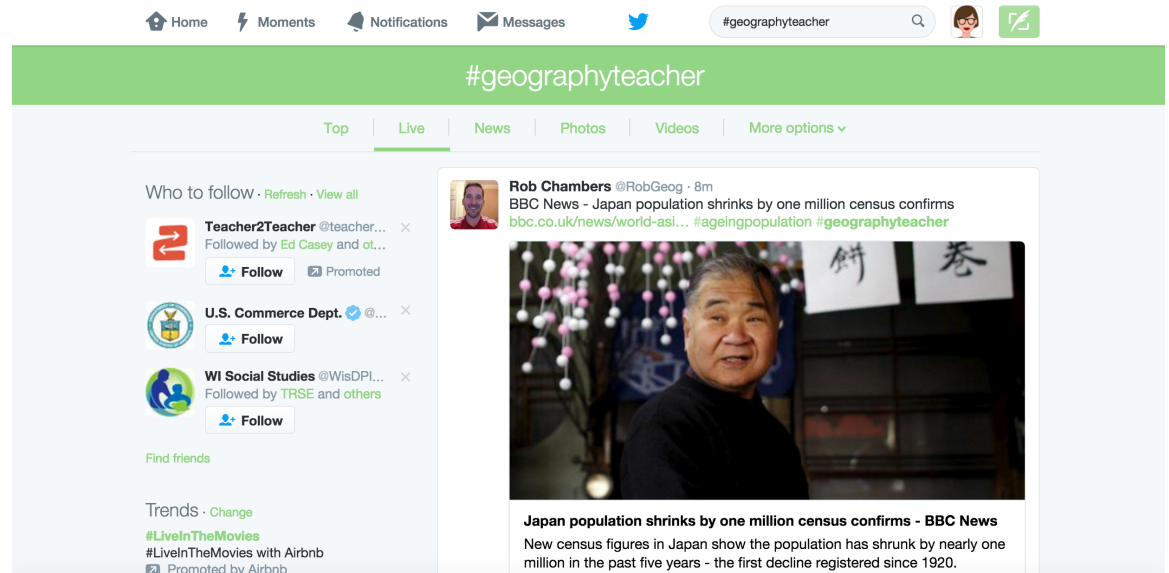 Home
Moments
Notifications
Messages
#geographyteacher
#geographyteacher
Top
Live
News
Photos
Videos
More options
Who to follow · Refresh · View all
Teacher2Teacher @teacher...
Followed by Ed Casey and ot...
Follow
Promoted
U.S. Commerce Dept. @...
Follow
WI Social Studies @WisDPI...
Followed by TRSE and others
Follow
Find friends
Trends · Change
#LiveInTheMovies
#LiveInTheMovies with Airbnb
Promoted by Airbnb
Rob Chambers @RobGeog · 8m
BBC News - Japan population shrinks by one million census confirms
bbc.co.uk/news/world-asi... #ageingpopulation #geographyteacher
餅
巻
Japan population shrinks by one million census confirms - BBC News
New census figures in Japan show the population has shrunk by nearly one
million in the past five years - the first decline registered since 1920.